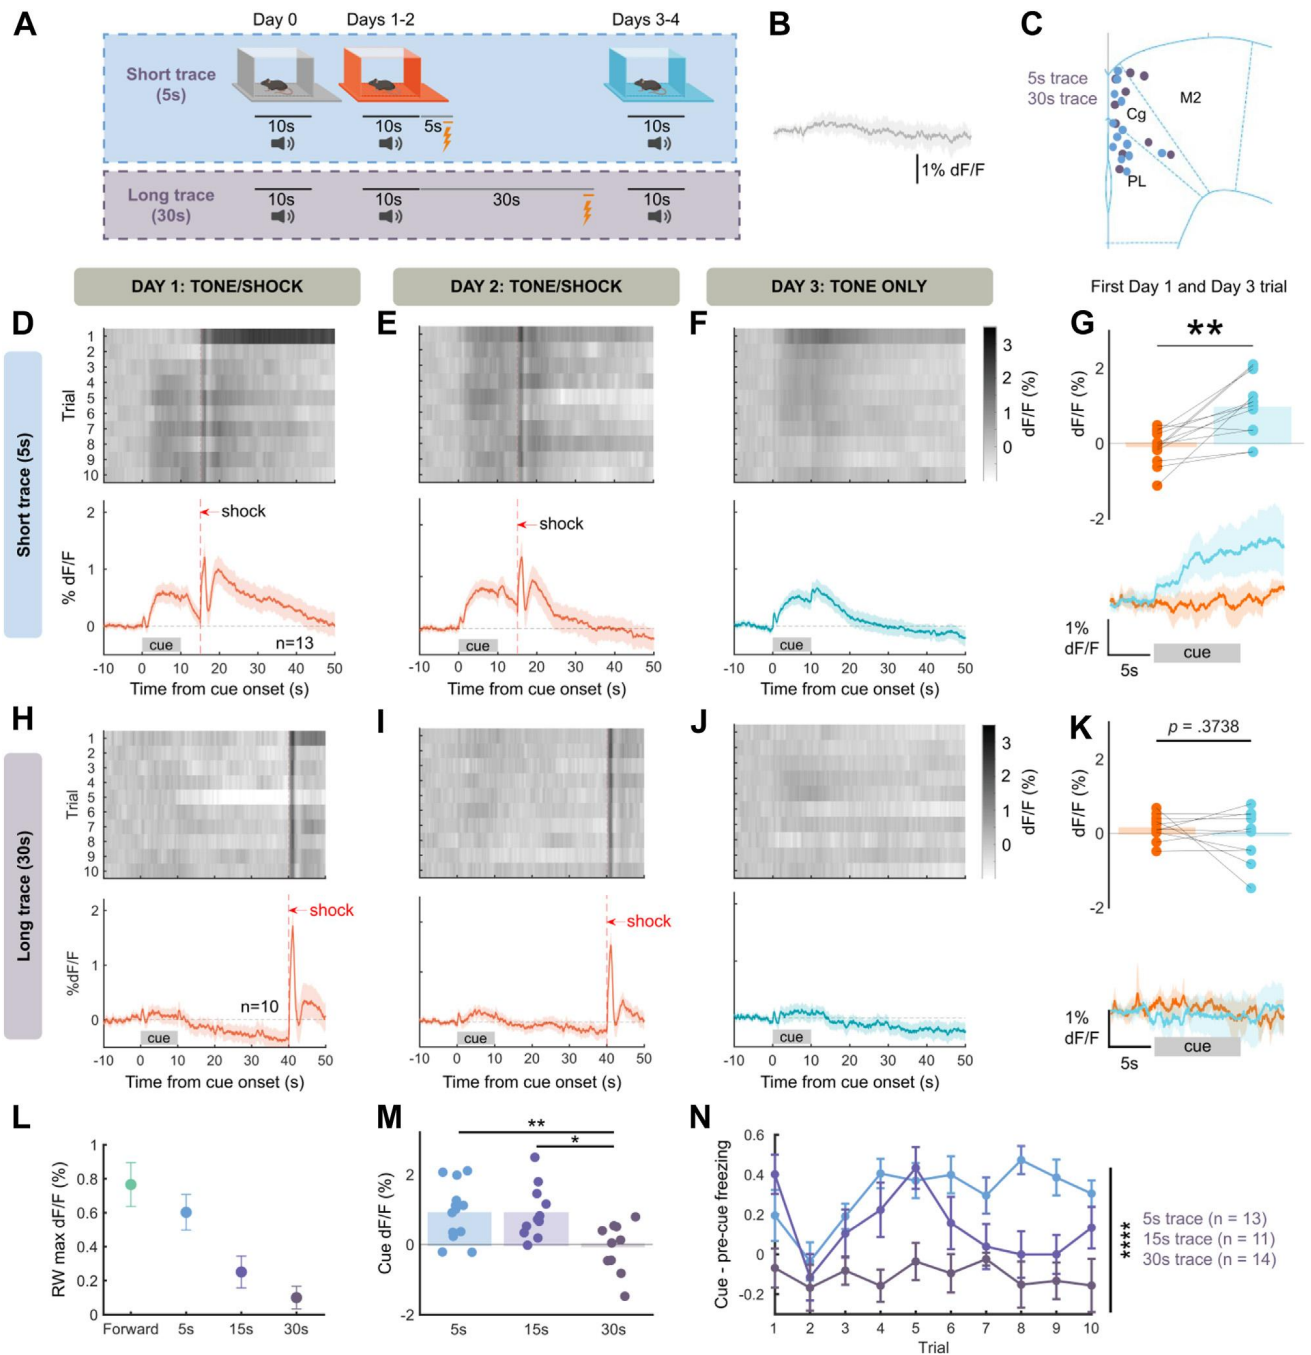 A
Day 0
Days 1-2
Days 3-4
Short trace
(5s)
10s
10s
5s
10s
Long trace
(30s)
10s
10s
30s
10s
B
1% dF/F
C
5s trace
30s trace
M2
Cg
PL
DAY 1: TONE/SHOCK
DAY 2: TONE/SHOCK
DAY 3: TONE ONLY
First Day 1 and Day 3 trial
Short trace (5s)
D
Trial
1
2
3
4
5
6
7
8
9
10
% dF/F
2
1
0
shock
cue
n=13
-10 0 10 20 30 40 50
Time from cue onset (s)
E
shock
cue
-10 0 10 20 30 40 50
Time from cue onset (s)
F
3
2
1
0
dF/F (%)
cue
-10 0 10 20 30 40 50
Time from cue onset (s)
G
**
dF/F (%)
2
0
-2
1%
dF/F
5s
cue
Long trace (30s)
H
Trial
1
2
3
4
5
6
7
8
9
10
%dF/F
2
1
0
shock
n=10
cue
-10 0 10 20 30 40 50
Time from cue onset (s)
I
shock
cue
-10 0 10 20 30 40 50
Time from cue onset (s)
J
3
2
1
0
dF/F (%)
cue
-10 0 10 20 30 40 50
Time from cue onset (s)
K
p = .3738
dF/F (%)
2
0
-2
1%
dF/F
5s
cue
L
RW max dF/F (%)
1
0.8
0.6
0.4
0.2
0
Forward 5s 15s 30s
M
**
*
Cue dF/F (%)
2
0
-2
5s 15s 30s
N
Cue - pre-cue freezing
0.6
0.4
0.2
0
-0.2
1 2 3 4 5 6 7 8 9 10
Trial
****
5s trace (n = 13)
15s trace (n = 11)
30s trace (n = 14)